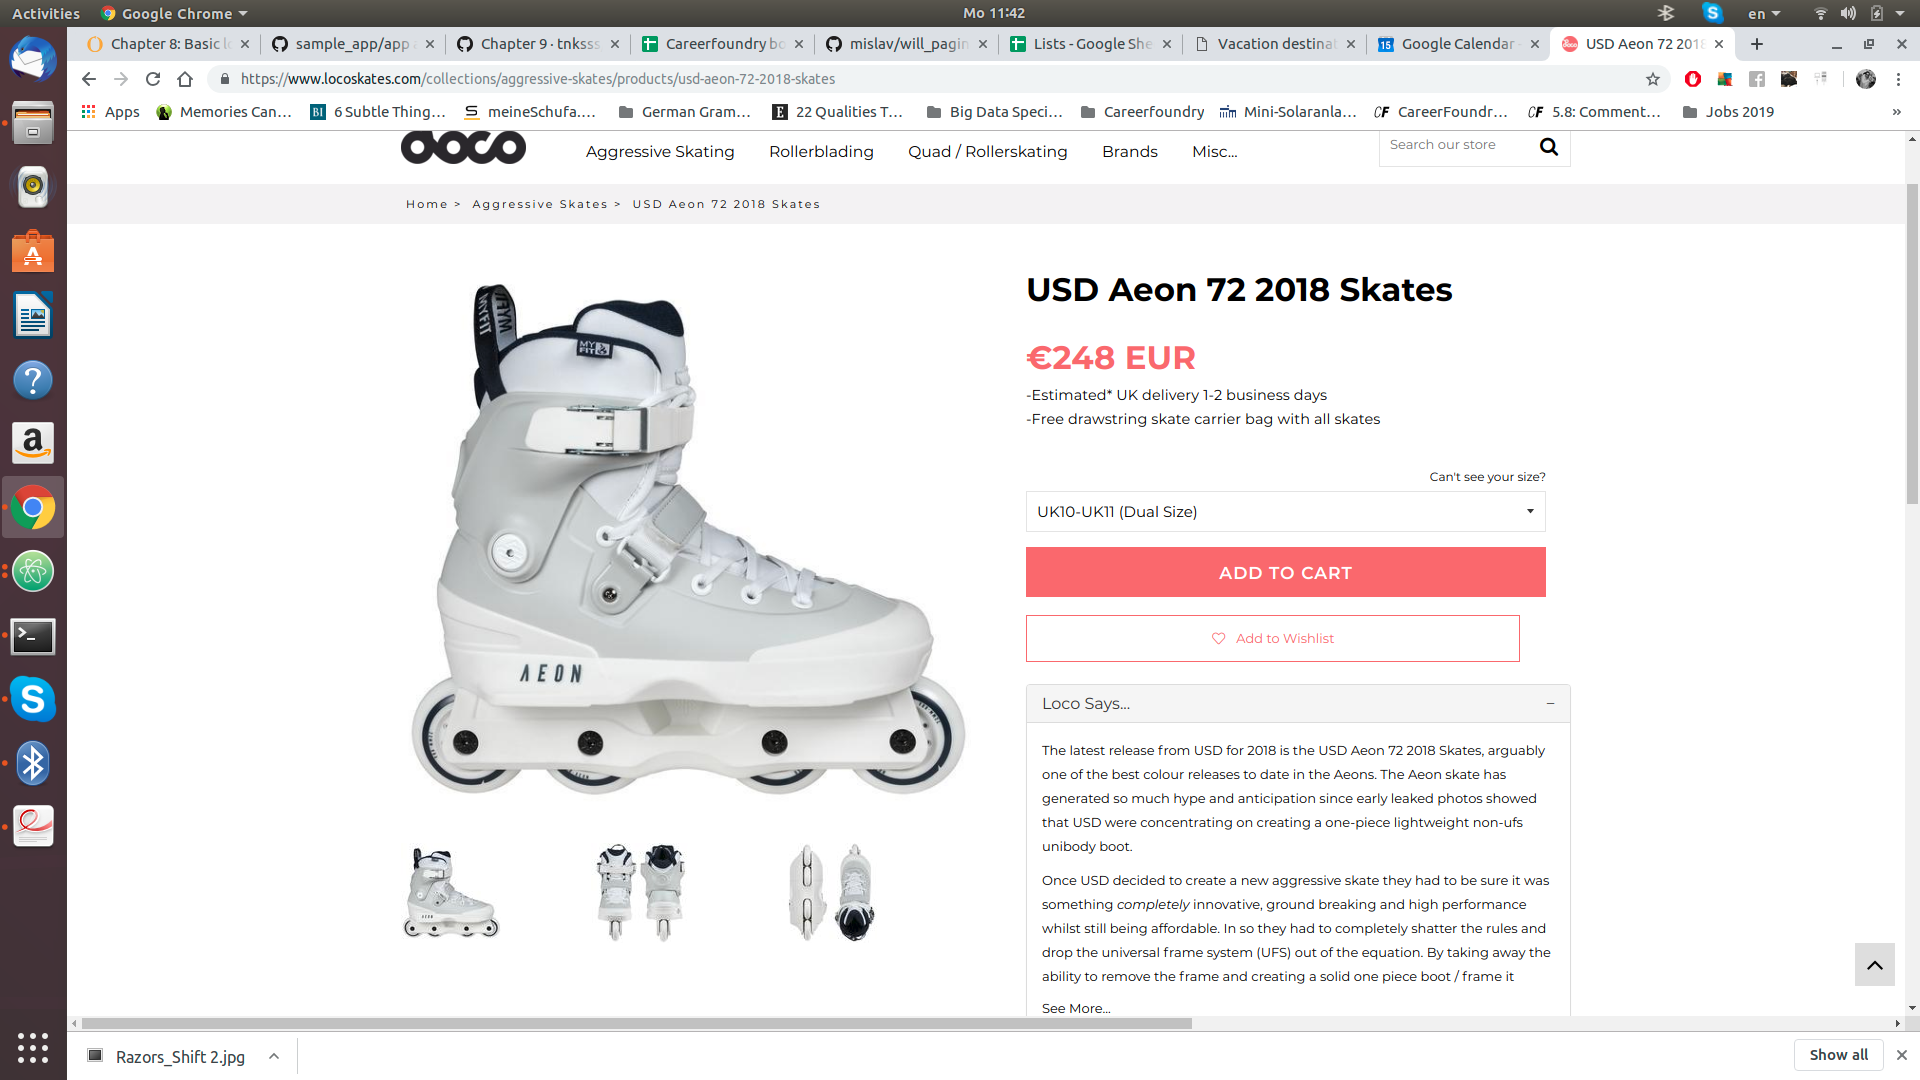 Activities
Google Chrome
Mo 11:42
en
Chapter 8: Basic l
sample_app/app
Chapter 9 · tnksss
Careerfoundry bo
mislav/will_pagin
Lists - Google She
Vacation destinat
Google Calendar
USD Aeon 72 2018
https://www.locoskates.com/collections/aggressive-skates/products/usd-aeon-72-2018-skates
Apps
Memories Can...
BI
6 Subtle Thing...
meineSchufa....
German Gram...
E
22 Qualities T...
Big Data Speci...
Careerfoundry
Mini-Solaranla...
CF
CareerFoundr...
CF
5.8: Comment...
Jobs 2019
»
Aggressive Skating
Rollerblading
Quad / Rollerskating
Brands
Misc...
Search our store
Home >
Aggressive Skates >
USD Aeon 72 2018 Skates
MYFIT
MY
FIT
AEON
USD Aeon 72 2018 Skates
€248 EUR
-Estimated* UK delivery 1-2 business days
-Free drawstring skate carrier bag with all skates
Can't see your size?
UK10-UK11 (Dual Size)
ADD TO CART
Add to Wishlist
Loco Says...
The latest release from USD for 2018 is the USD Aeon 72 2018 Skates, arguably
one of the best colour releases to date in the Aeons. The Aeon skate has
generated so much hype and anticipation since early leaked photos showed
that USD were concentrating on creating a one-piece lightweight non-ufs
unibody boot.
Once USD decided to create a new aggressive skate they had to be sure it was
something completely innovative, ground breaking and high performance
whilst still being affordable. In so they had to completely shatter the rules and
drop the universal frame system (UFS) out of the equation. By taking away the
ability to remove the frame and creating a solid one piece boot / frame it
See More...
Razors_Shift 2.jpg
Show all